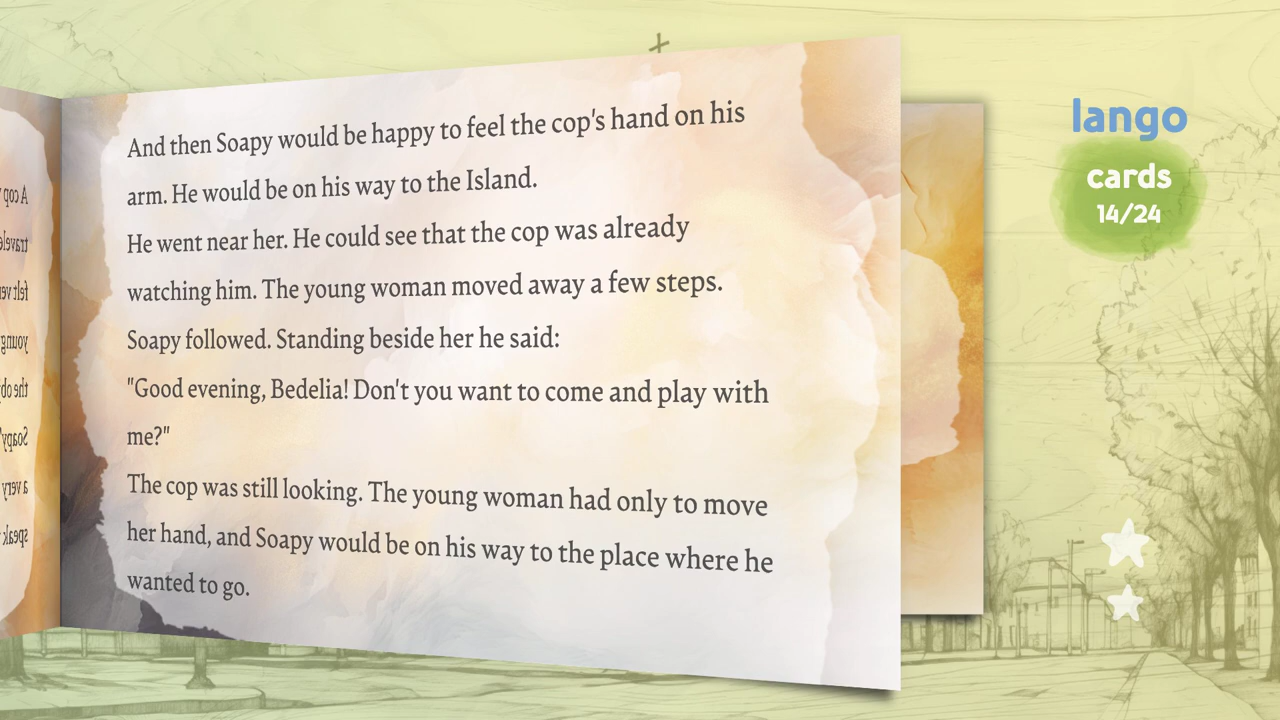 And then Soapy would be happy to feel the cop's hand on his
arm. He would be on his way to the Island.
He went near her. He could see that the cop was already
watching him. The young woman moved away a few steps.
Soapy followed. Standing beside her he said:
"Good evening, Bedelia! Don't you want to come and play with
me?"
The cop was still looking. The young woman had only to move
her hand, and Soapy would be on his way to the place where he
wanted to go.
lango
cards
14/24